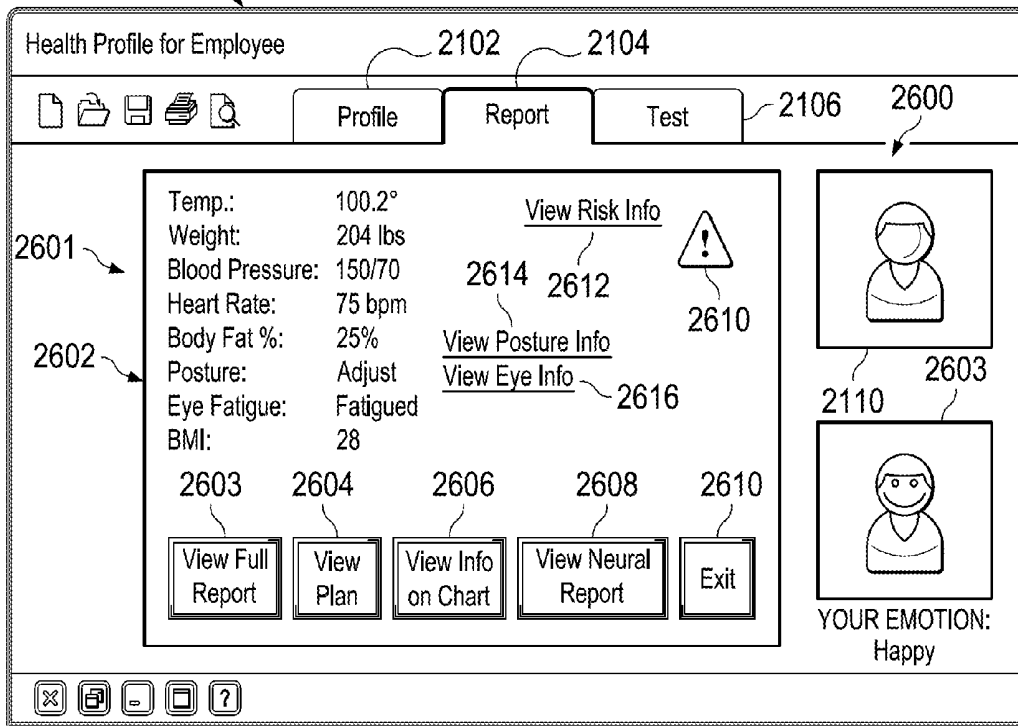 Health Profile for Employee
2102
2104
Profile
Report
Test
2106
2600
2601
2602
Temp.: 100.2°
Weight: 204 lbs
Blood Pressure: 150/70
Heart Rate: 75 bpm
Body Fat %: 25%
Posture: Adjust
Eye Fatigue: Fatigued
BMI: 28
View Risk Info
2612
!
2610
2614
View Posture Info
View Eye Info
2616
2110
2603
2603
2604
2606
2608
2610
View Full
Report
View
Plan
View Info
on Chart
View Neural
Report
Exit
YOUR EMOTION:
Happy
?